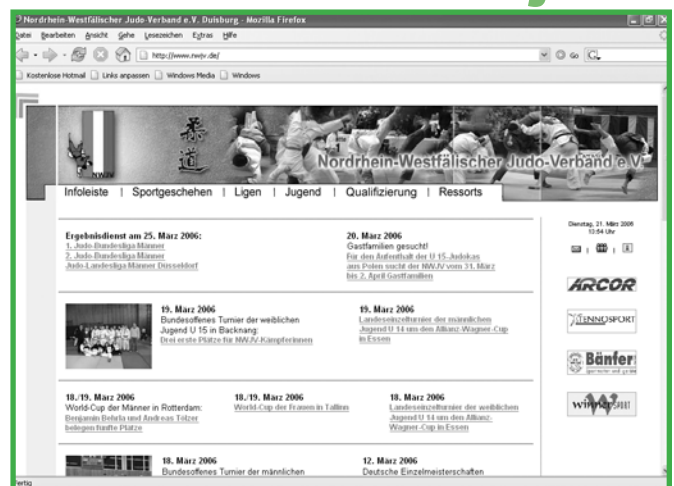 Nordrhein-Westfälischer Judo-Verband e.V. Duisburg - Mozilla Firefox
Datei Bearbeiten Ansicht Gehe Lesezeichen Extras Hilfe
http://www.nwjv.de/
Go
Kostenlose Hotmail Links anpassen Windows Media Windows
柔道
NWJV
Nordrhein-Westfälischer Judo-Verband e.V.
Infoleiste | Sportgeschehen | Ligen | Jugend | Qualifizierung | Ressorts
Dienstag, 21. März 2006
13:54 Uhr
Ergebnisdienst am 25. März 2006:
1. Judo-Bundesliga Männer
2. Judo-Bundesliga Männer
Judo-Landesliga Männer Düsseldorf
20. März 2006
Gastfamilien gesucht!
Für den Aufenthalt der U 15-Judokas
aus Polen sucht der NWJV vom 31. März
bis 2. April Gastfamilien
ARCOR
19. März 2006
Bundesoffenes Turnier der weiblichen
Jugend U 15 in Backnang:
Drei erste Plätze für NWJV-Kämpferinnen
19. März 2006
Landeseinzelturnier der männlichen
Jugend U 14 um den Allianz-Wagner-Cup
in Essen
TENNOSPORT
Bänfer
18./19. März 2006
World-Cup der Männer in Rotterdam:
Benjamin Behrla und Andreas Tölzer
belegen fünfte Plätze
18./19. März 2006
World-Cup der Frauen in Tallinn
18. März 2006
Landeseinzelturnier der weiblichen
Jugend U 14 um den Allianz-
Wagner-Cup in Essen
winner SPORT
18. März 2006
Bundesoffenes Turnier der männlichen
12. März 2006
Deutsche Einzelmeisterschaften
Fertig